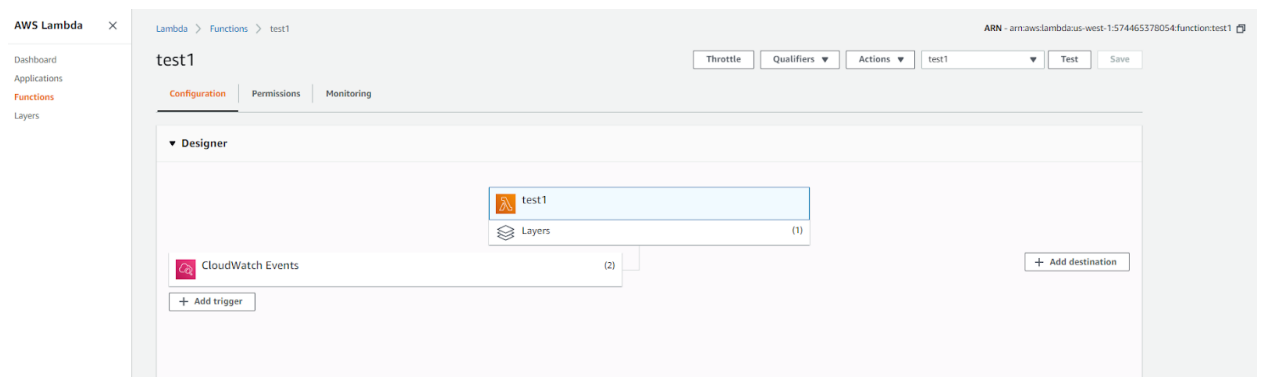 AWS Lambda
Dashboard
Applications
Functions
Layers
Lambda > Functions > test1
ARN - arn:aws:lambda:us-west-1:574465378054:function:test1
test1
Throttle Qualifiers Actions test1 Test Save
Configuration Permissions Monitoring
Designer
test1
Layers (1)
CloudWatch Events (2)
+ Add destination
+ Add trigger